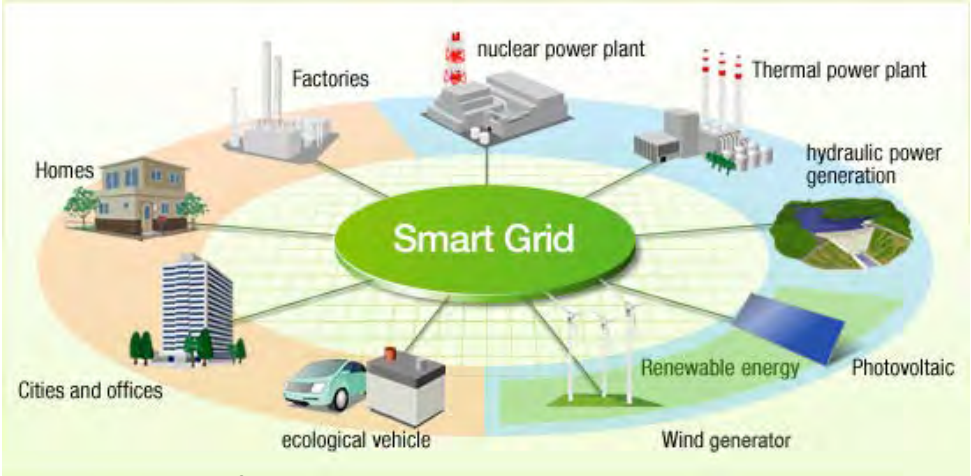 nuclear power plant
Factories
Thermal power plant
Homes
hydraulic power
generation
Smart Grid
Renewable energy
Photovoltaic
Cities and offices
ecological vehicle
Wind generator